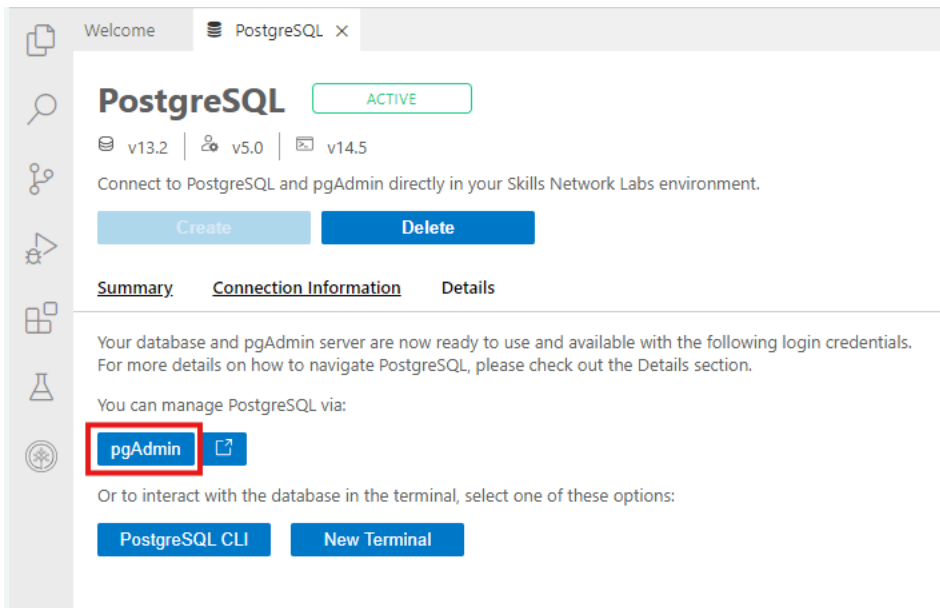 Welcome PostgreSQL
PostgreSQL ACTIVE
v13.2 v5.0 v14.5
Connect to PostgreSQL and pgAdmin directly in your Skills Network Labs environment.
Create Delete
Summary Connection Information Details
Your database and pgAdmin server are now ready to use and available with the following login credentials.
For more details on how to navigate PostgreSQL, please check out the Details section.
You can manage PostgreSQL via:
pgAdmin
Or to interact with the database in the terminal, select one of these options:
PostgreSQL CLI New Terminal